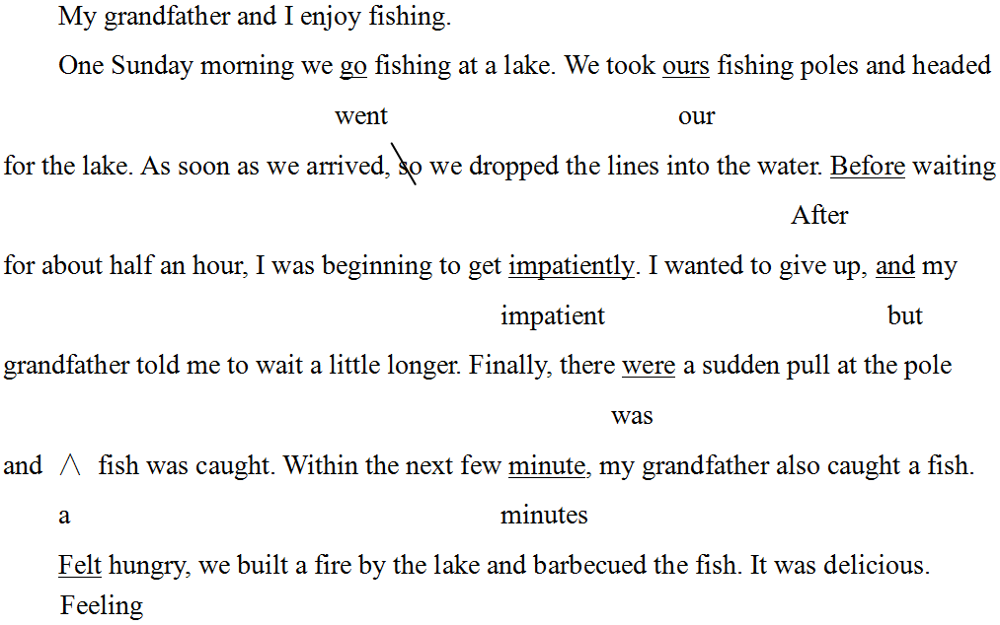 My grandfather and I enjoy fishing.
One Sunday morning we go fishing at a lake. We took ours fishing poles and headed
went our
for the lake. As soon as we arrived, so we dropped the lines into the water. Before waiting
After
for about half an hour, I was beginning to get impatiently. I wanted to give up, and my
impatient but
grandfather told me to wait a little longer. Finally, there were a sudden pull at the pole
was
and ∧ fish was caught. Within the next few minute, my grandfather also caught a fish.
a minutes
Felt hungry, we built a fire by the lake and barbecued the fish. It was delicious.
Feeling